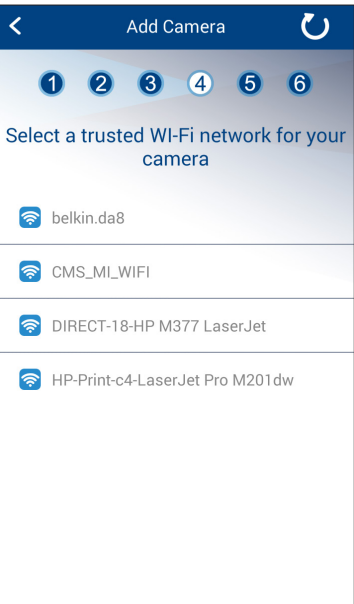 Add Camera
1 2 3 4 5 6
Select a trusted WI-Fi network for your
camera
belkin.da8
CMS_MI_WIFI
DIRECT-18-HP M377 LaserJet
HP-Print-c4-LaserJet Pro M201dw